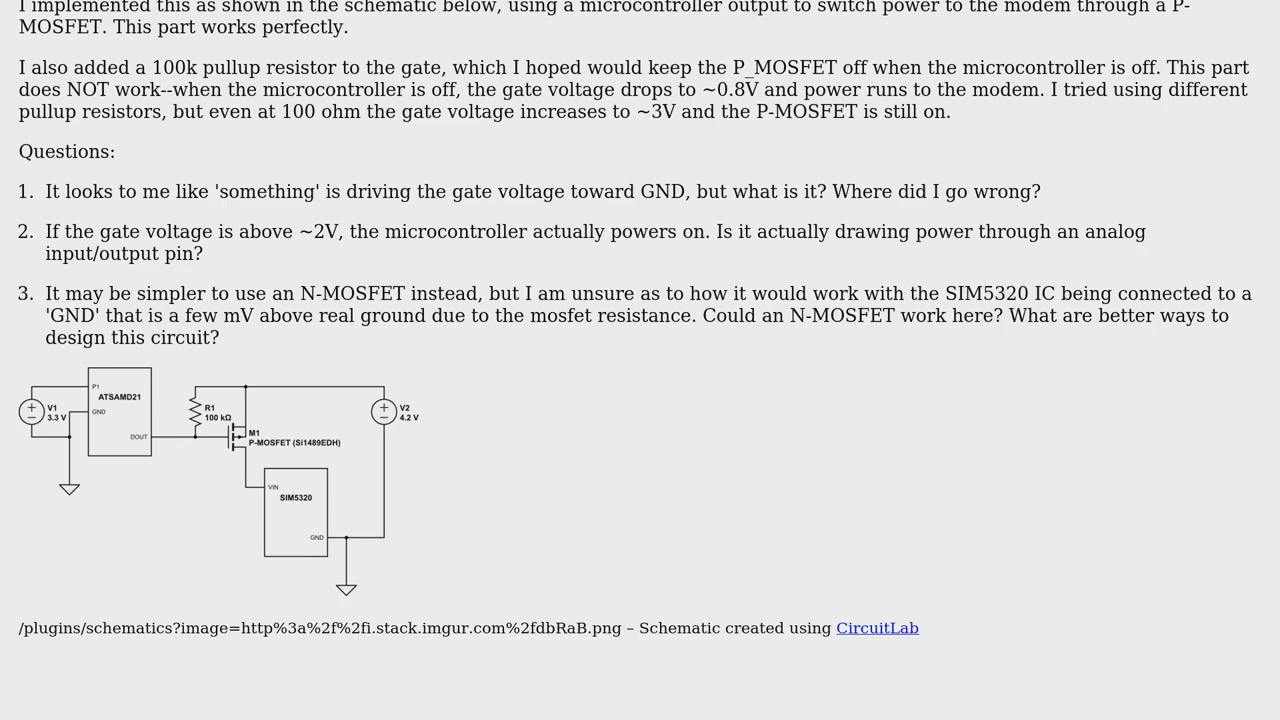 I implemented this as shown in the schematic below, using a microcontroller output to switch power to the modem through a P-
MOSFET. This part works perfectly.
I also added a 100k pullup resistor to the gate, which I hoped would keep the P_MOSFET off when the microcontroller is off. This part
does NOT work--when the microcontroller is off, the gate voltage drops to ~0.8V and power runs to the modem. I tried using different
pullup resistors, but even at 100 ohm the gate voltage increases to ~3V and the P-MOSFET is still on.
Questions:
1. It looks to me like 'something' is driving the gate voltage toward GND, but what is it? Where did I go wrong?
2. If the gate voltage is above ~2V, the microcontroller actually powers on. Is it actually drawing power through an analog
input/output pin?
3. It may be simpler to use an N-MOSFET instead, but I am unsure as to how it would work with the SIM5320 IC being connected to a
'GND' that is a few mV above real ground due to the mosfet resistance. Could an N-MOSFET work here? What are better ways to
design this circuit?
P1
ATSAMD21
GND
DOUT
V1
3.3 V
R1
100 kΩ
M1
P-MOSFET (Si1489EDH)
V2
4.2 V
VIN
SIM5320
GND
/plugins/schematics?image=http%3a%2f%2fi.stack.imgur.com%2fdbRaB.png – Schematic created using CircuitLab